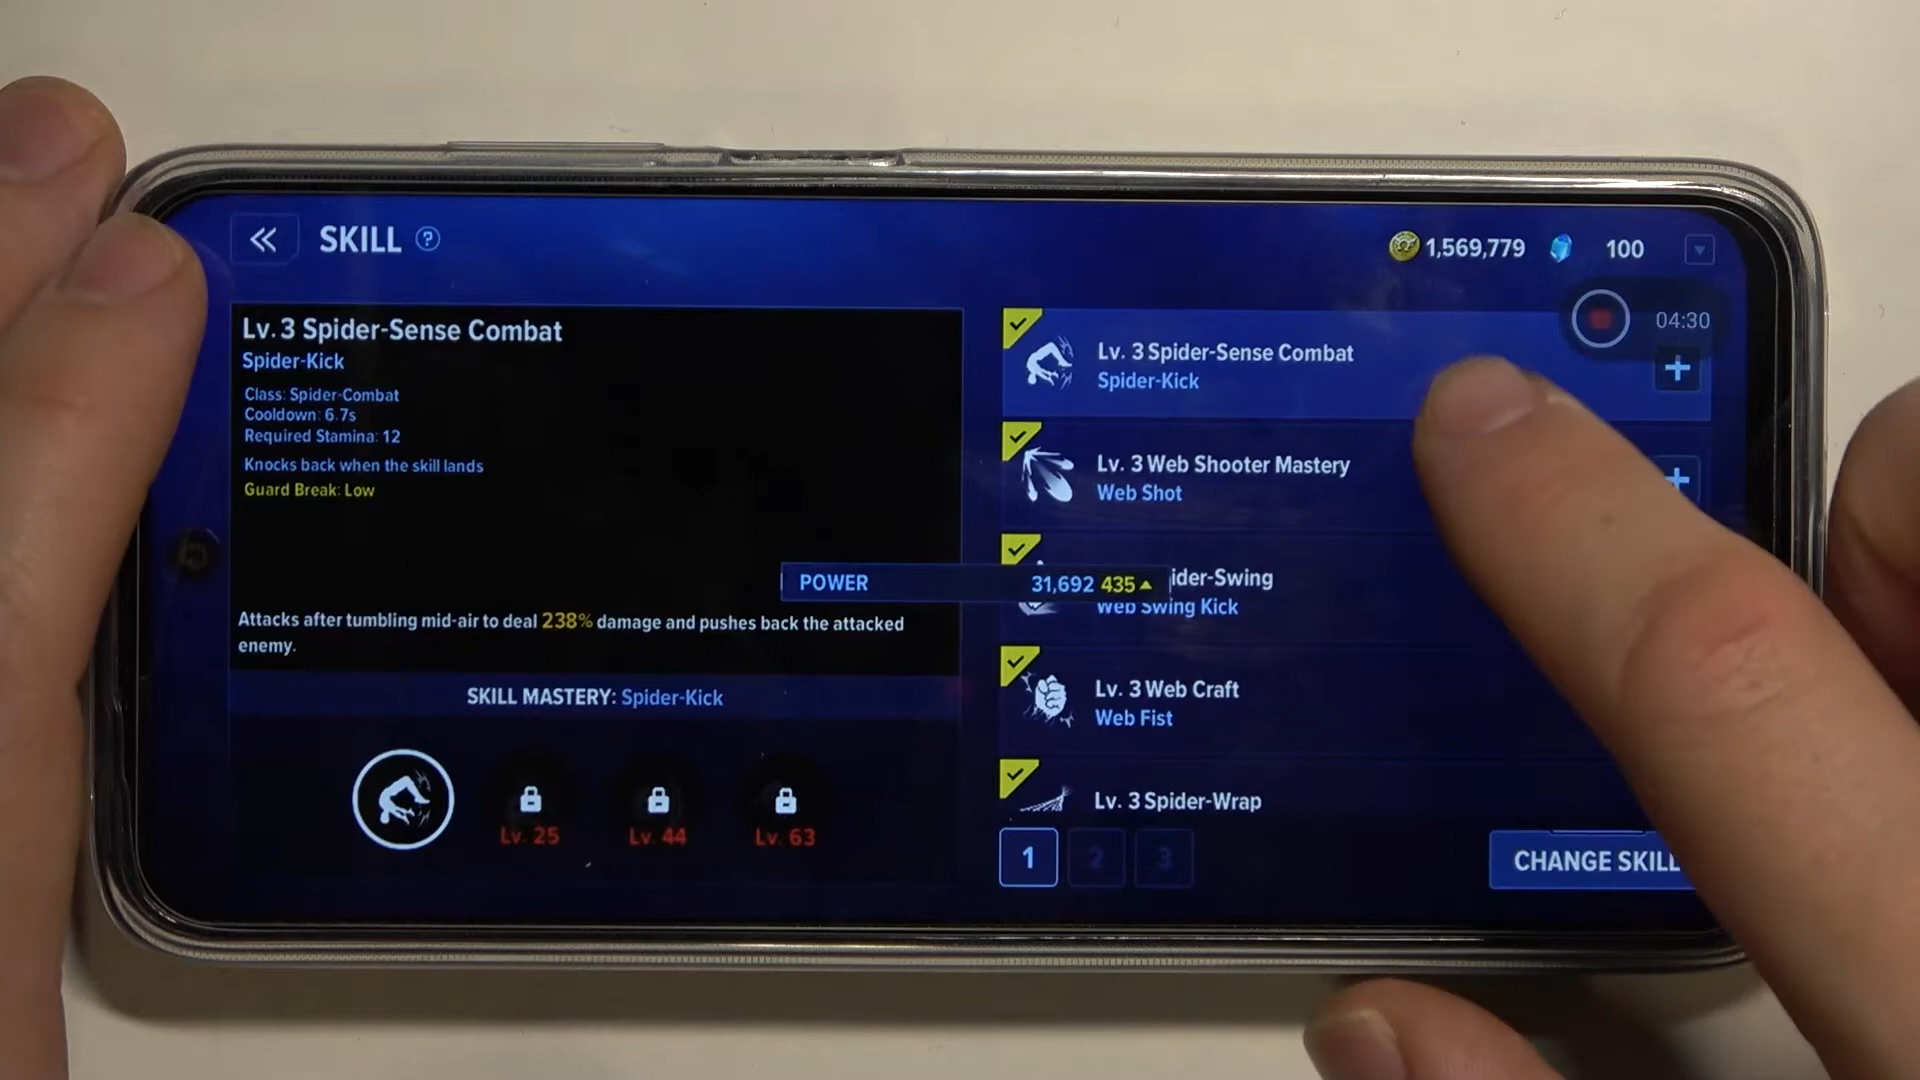 SKILL ?
1,569,779 100
04:30
Lv. 3 Spider-Sense Combat
Spider-Kick
Class: Spider-Combat
Cooldown: 6.7s
Required Stamina: 12
Knocks back when the skill lands
Guard Break: Low
Attacks after tumbling mid-air to deal 238% damage and pushes back the attacked
enemy.
SKILL MASTERY: Spider-Kick
Lv. 25 Lv. 44 Lv. 63
POWER 31,692 435
Lv. 3 Spider-Sense Combat
Spider-Kick
Lv. 3 Web Shooter Mastery
Web Shot
ider-Swing
Web Swing Kick
Lv. 3 Web Craft
Web Fist
Lv. 3 Spider-Wrap
1 2 3
CHANGE SKILL